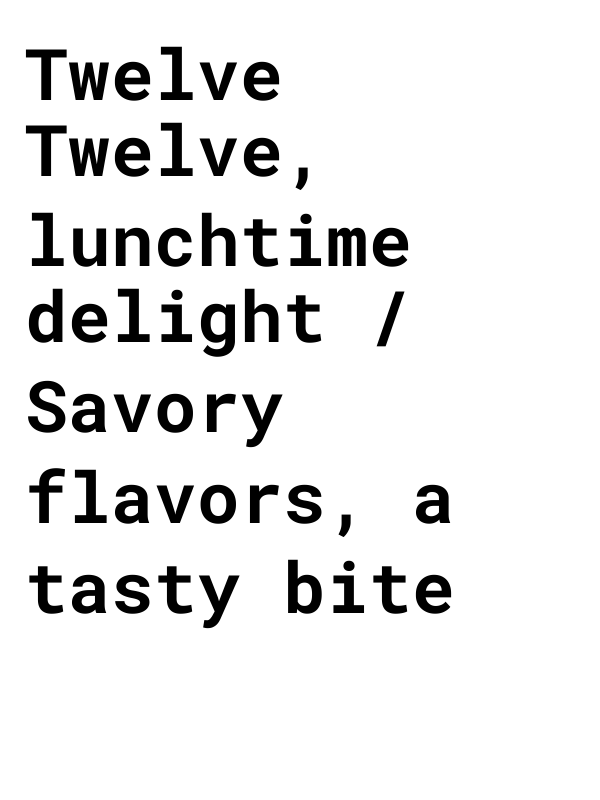 Twelve
Twelve,
lunchtime
delight /
Savory
flavors, a
tasty bite